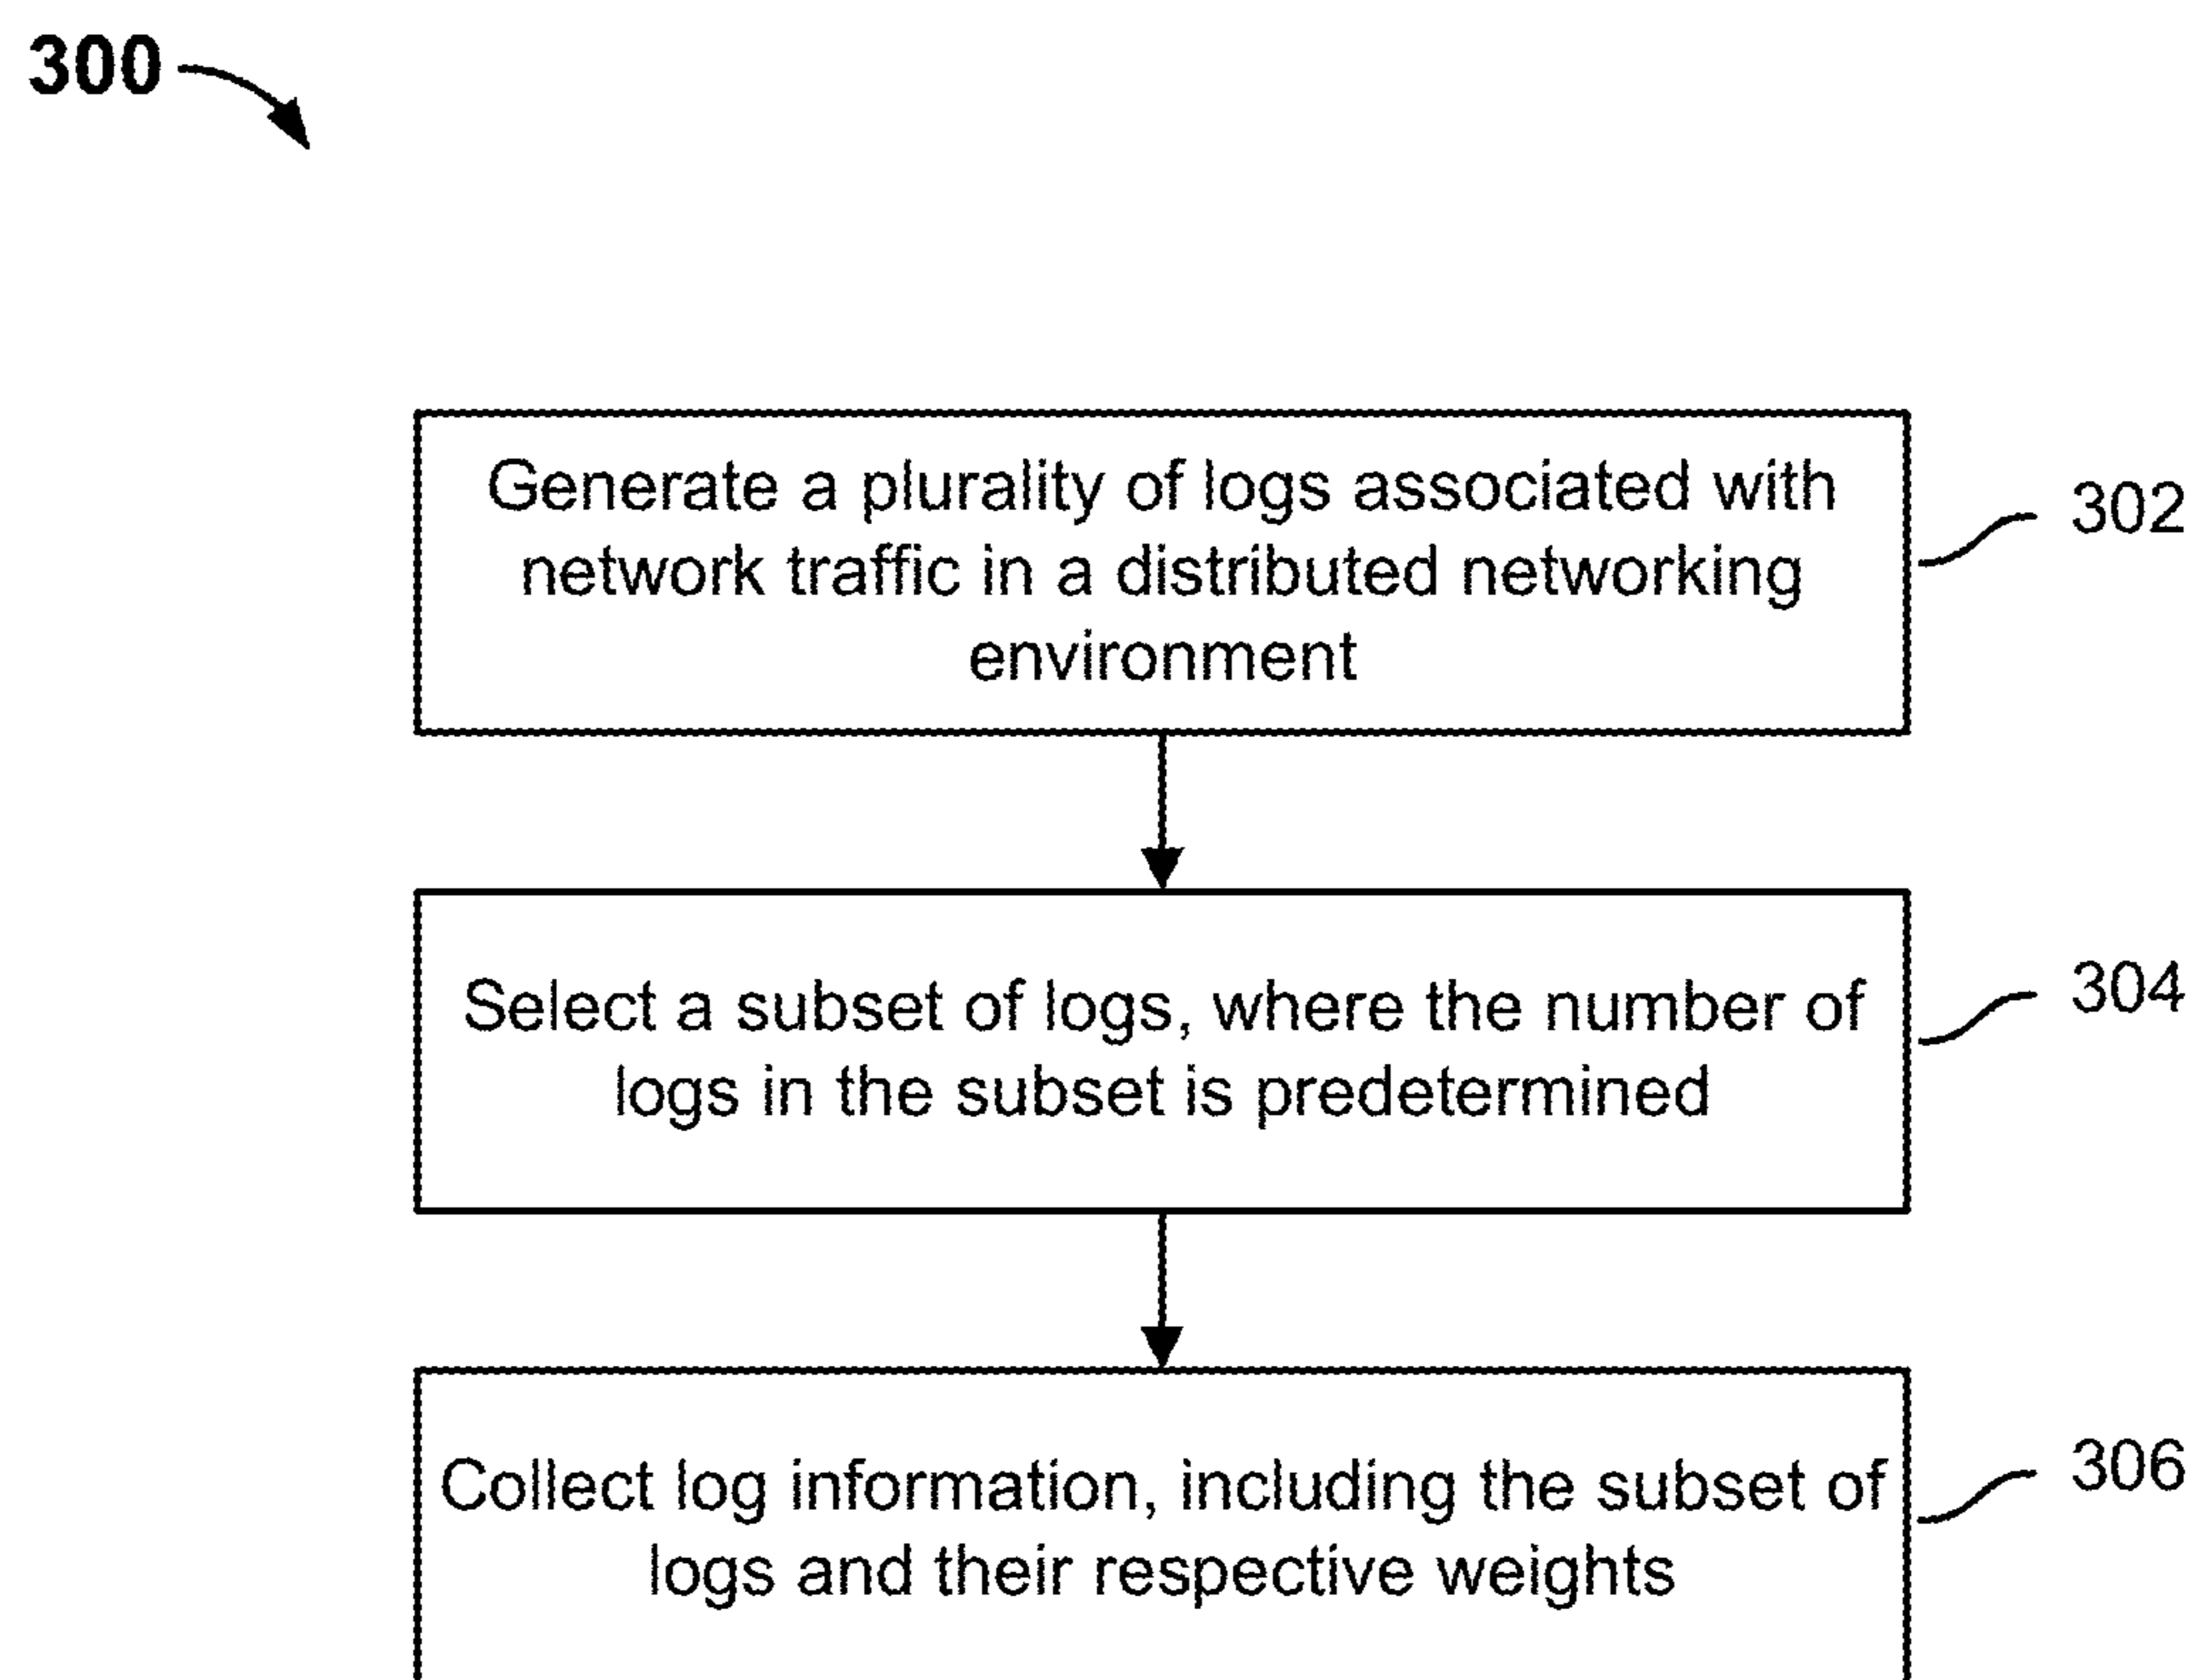 300
Generate a plurality of logs associated with
network traffic in a distributed networking
environment
302
Select a subset of logs, where the number of
logs in the subset is predetermined
304
Collect log information, including the subset of
logs and their respective weights
306